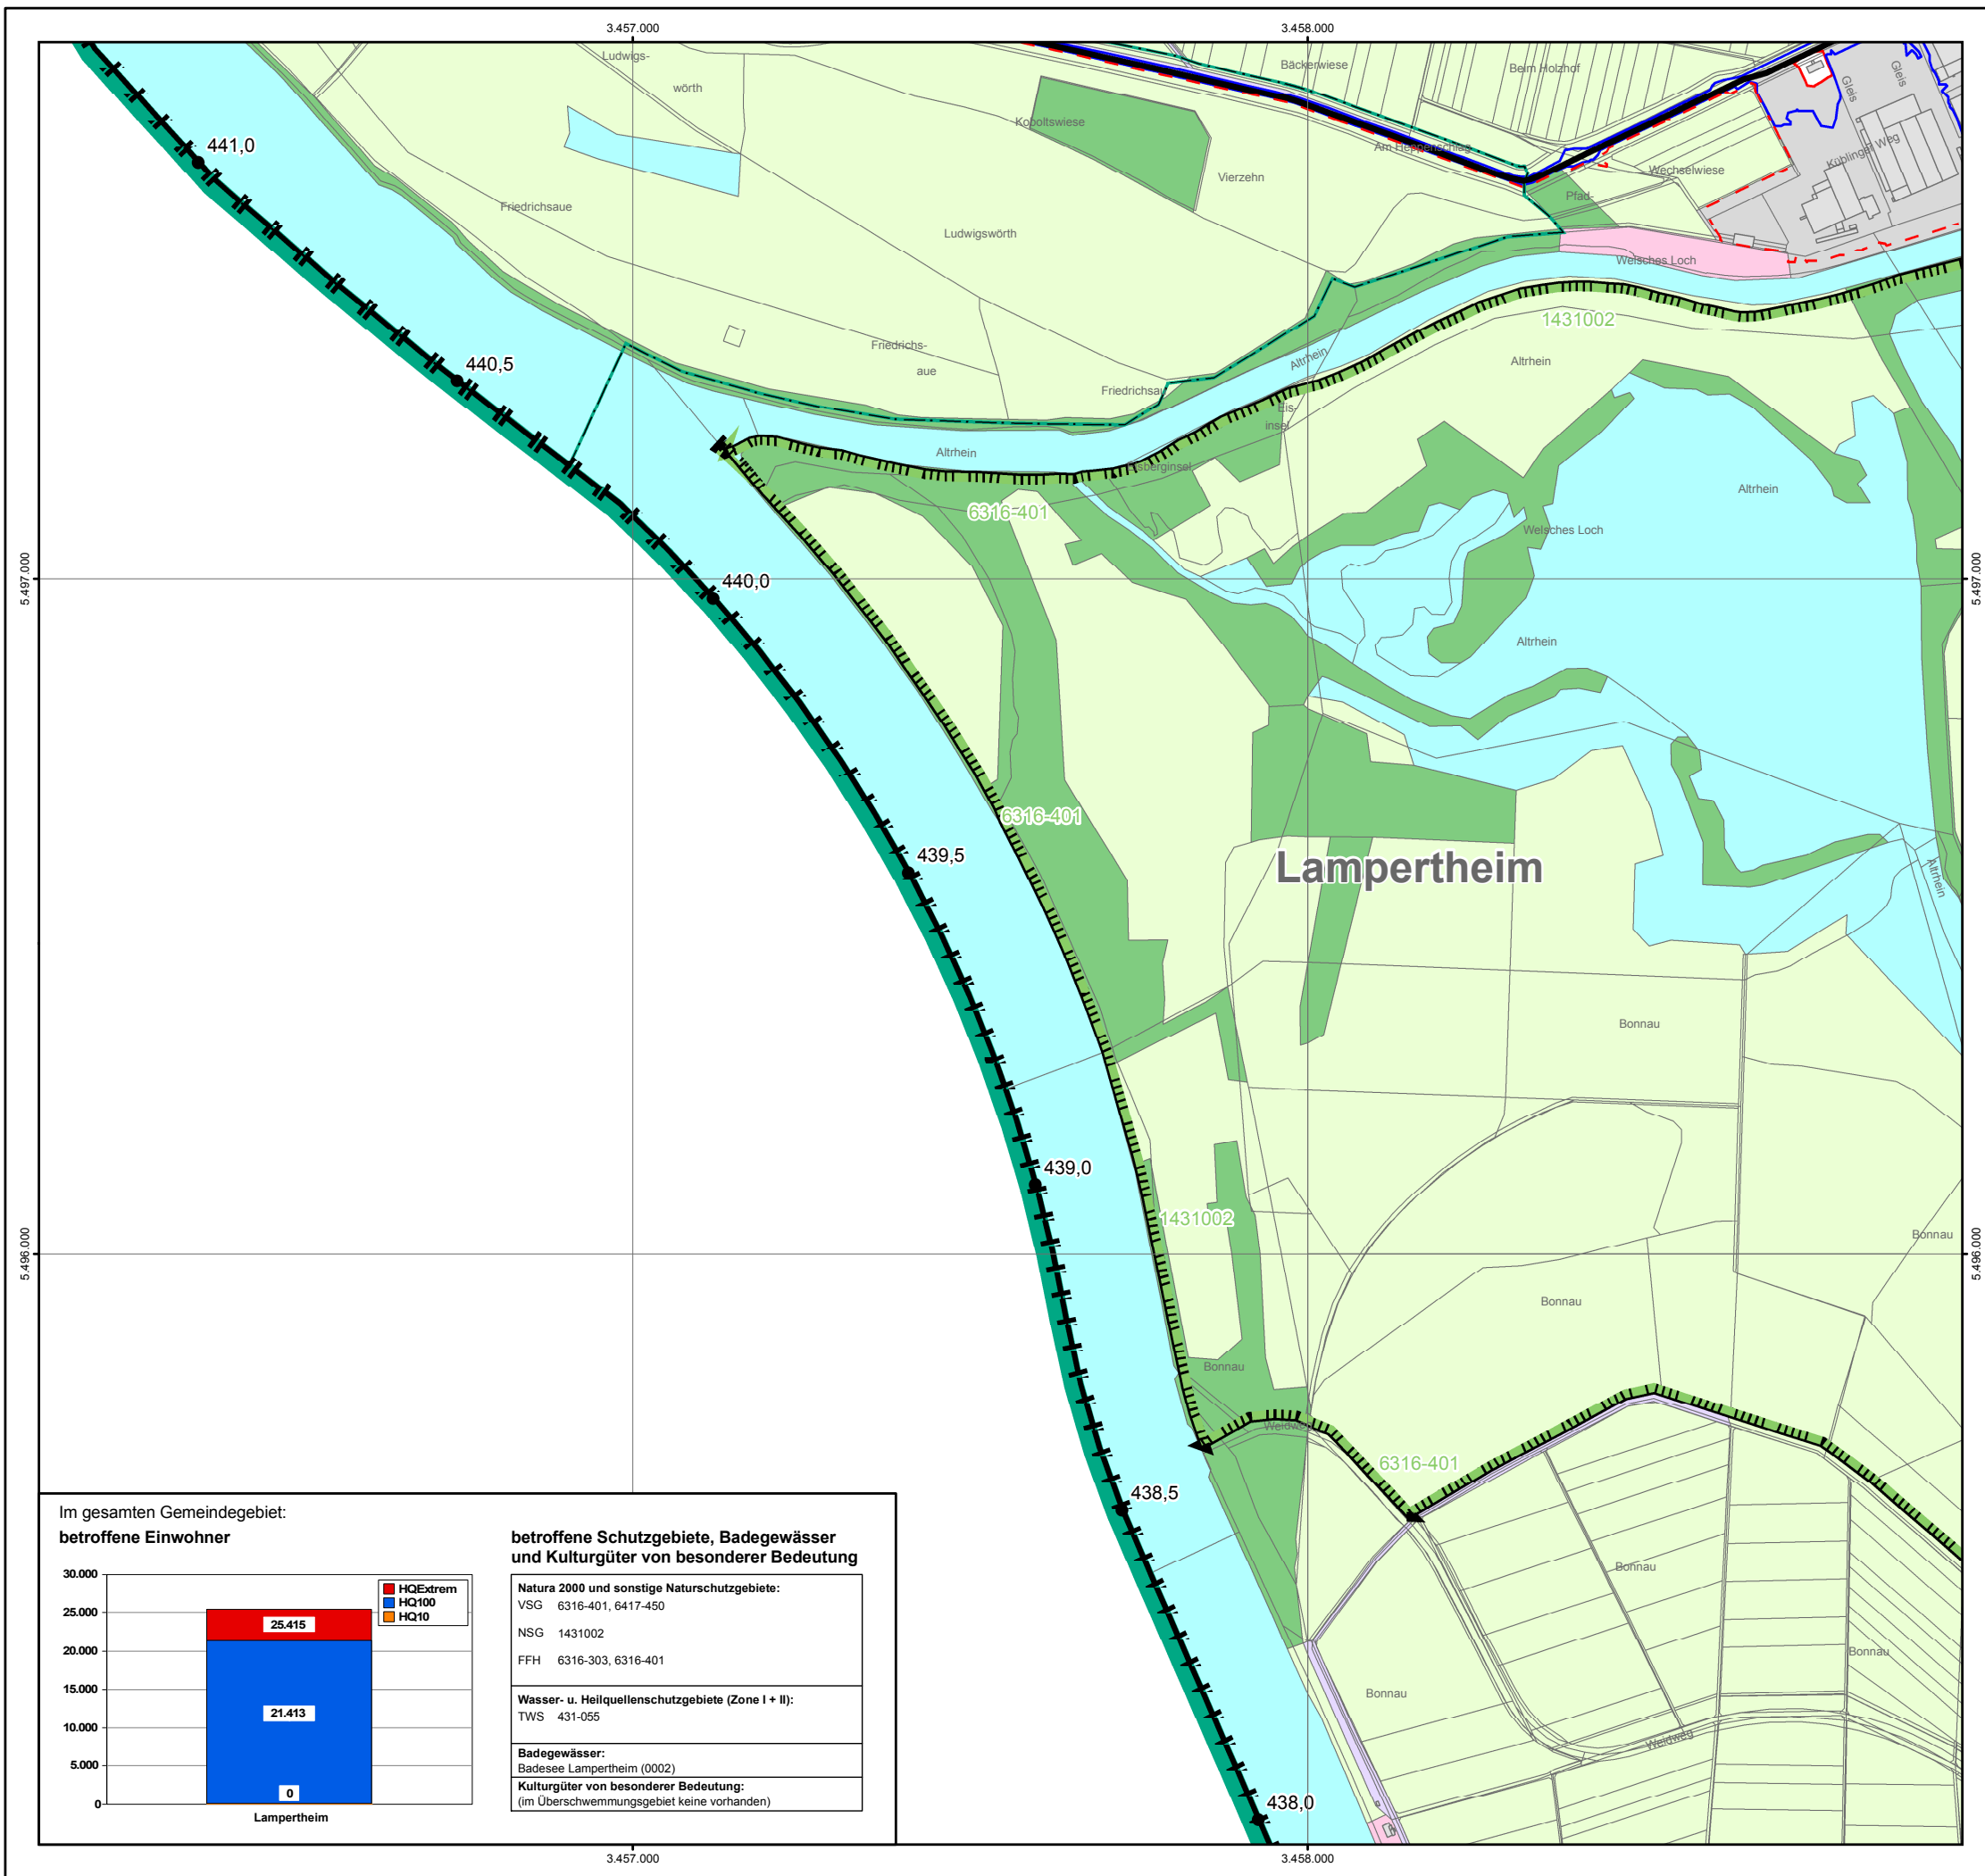 3.457.000
3.458.000
Ludwigs-
wörth
Bäckerwiese
Beim Holzhof
Gleis
Gleis
Koboltswiese
Am Heppenschlag
Küblinger Weg
441,0
Vierzehn
Wechselwiese
Pfad-
Friedrichsaue
Ludwigswörth
Welsches Loch
1431002
440,5
Friedrichs-
aue
Altrhein
Altrhein
Friedrichsau
Eis-
insel
Altrhein
Eisberginsel
Altrhein
6316-401
Welsches Loch
5.497.000
5.497.000
440,0
Altrhein
6316-401
439,5
Lampertheim
Altrhein
Bonnau
439,0
1431002
Bonnau
5.496.000
5.496.000
Bonnau
Bonnau
Weidweg
6316-401
438,5
Bonnau
Bonnau
Bonnau
Weidweg
438,0
Im gesamten Gemeindegebiet:
betroffene Einwohner
30.000
25.000
20.000
15.000
10.000
5.000
0
HQExtrem
HQ100
HQ10
25.415
21.413
0
Lampertheim
betroffene Schutzgebiete, Badegewässer
und Kulturgüter von besonderer Bedeutung
Natura 2000 und sonstige Naturschutzgebiete:
VSG 6316-401, 6417-450
NSG 1431002
FFH 6316-303, 6316-401
Wasser- u. Heilquellenschutzgebiete (Zone I + II):
TWS 431-055
Badegewässer:
Badesee Lampertheim (0002)
Kulturgüter von besonderer Bedeutung:
(im Überschwemmungsgebiet keine vorhanden)
3.457.000
3.458.000